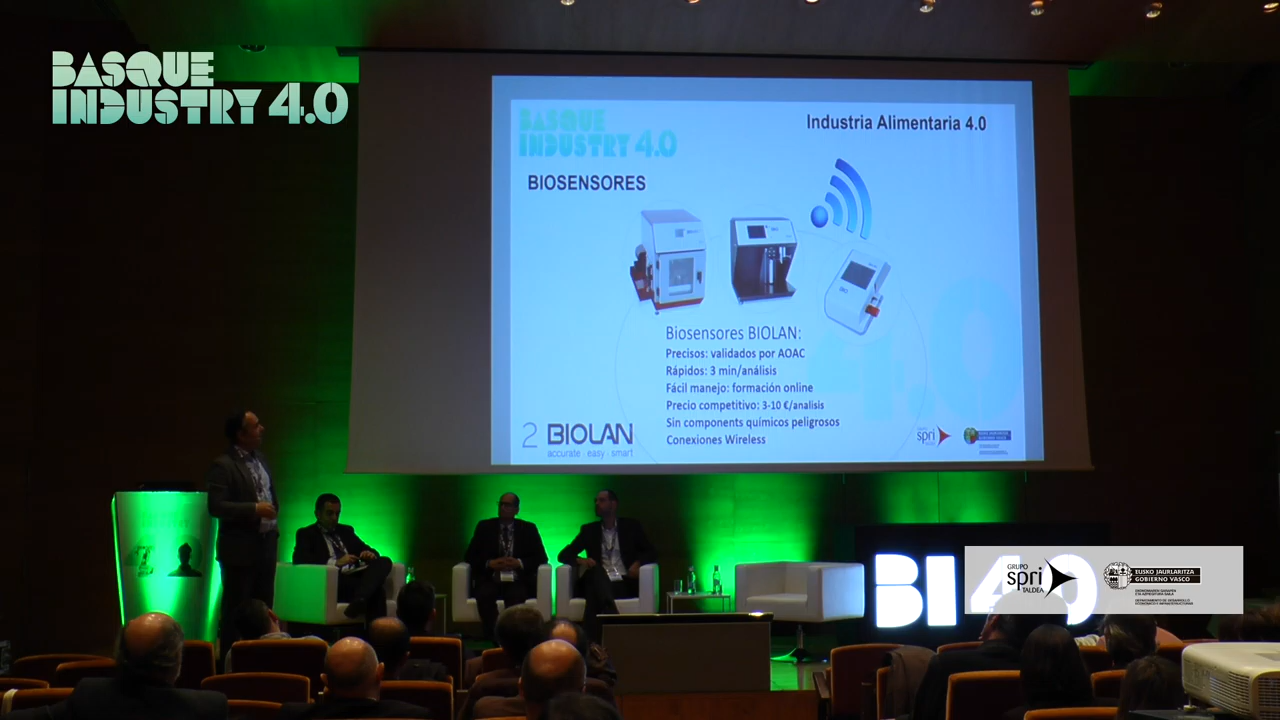 BASQUE
INDUSTRY 4.0
BASQUE
INDUSTRY 4.0
Industria Alimentaria 4.0
BIOSENSORES
Biosensores BIOLAN:
Precisos: validados por AOAC
Rápidos: 3 min/análisis
Fácil manejo: formación online
Precio competitivo: 3-10 €/analisis
Sin components químicos peligrosos
Conexiones Wireless
4.0
2 BIOLAN
accurate · easy · smart
spri
BI 4.0
GRUPO
spri
TALDEA
EUSKO JAURLARITZA
GOBIERNO VASCO